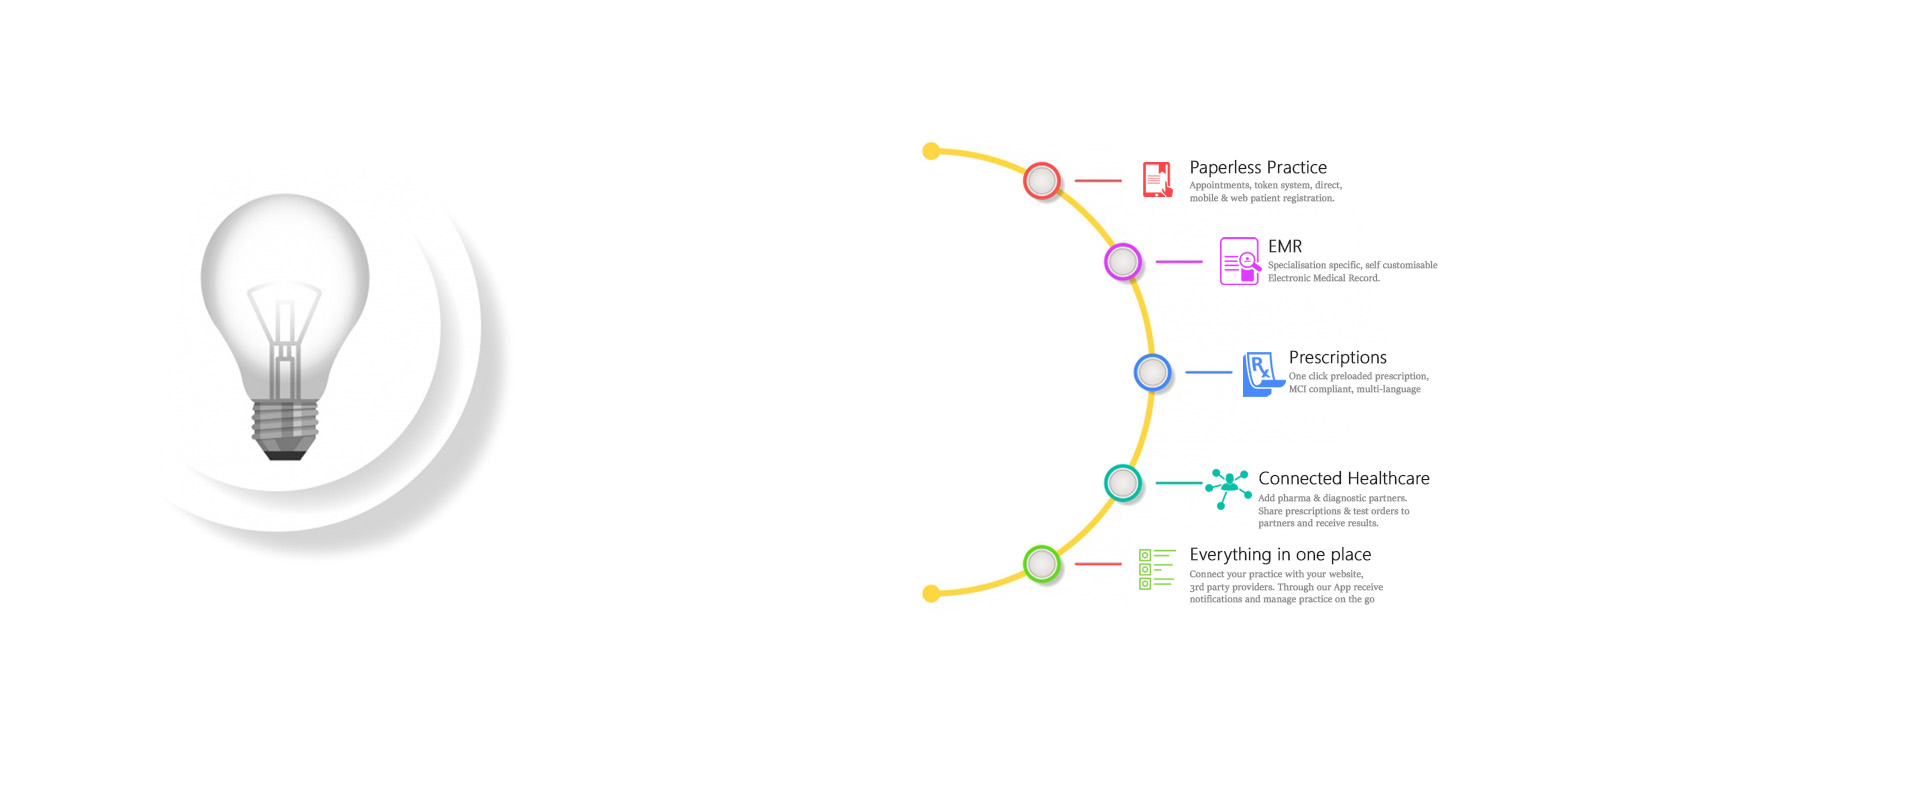 Paperless Practice
Appointments, token system, direct,
mobile & web patient registration.
EMR
Specialisation specific, self customisable
Electronic Medical Record.
Rx
Prescriptions
One click preloaded prescription,
MCI compliant, multi-language
Connected Healthcare
Add pharma & diagnostic partners.
Share prescriptions & test orders to
partners and receive results.
Everything in one place
Connect your practice with your website,
3rd party providers. Through our App receive
notifications and manage practice on the go